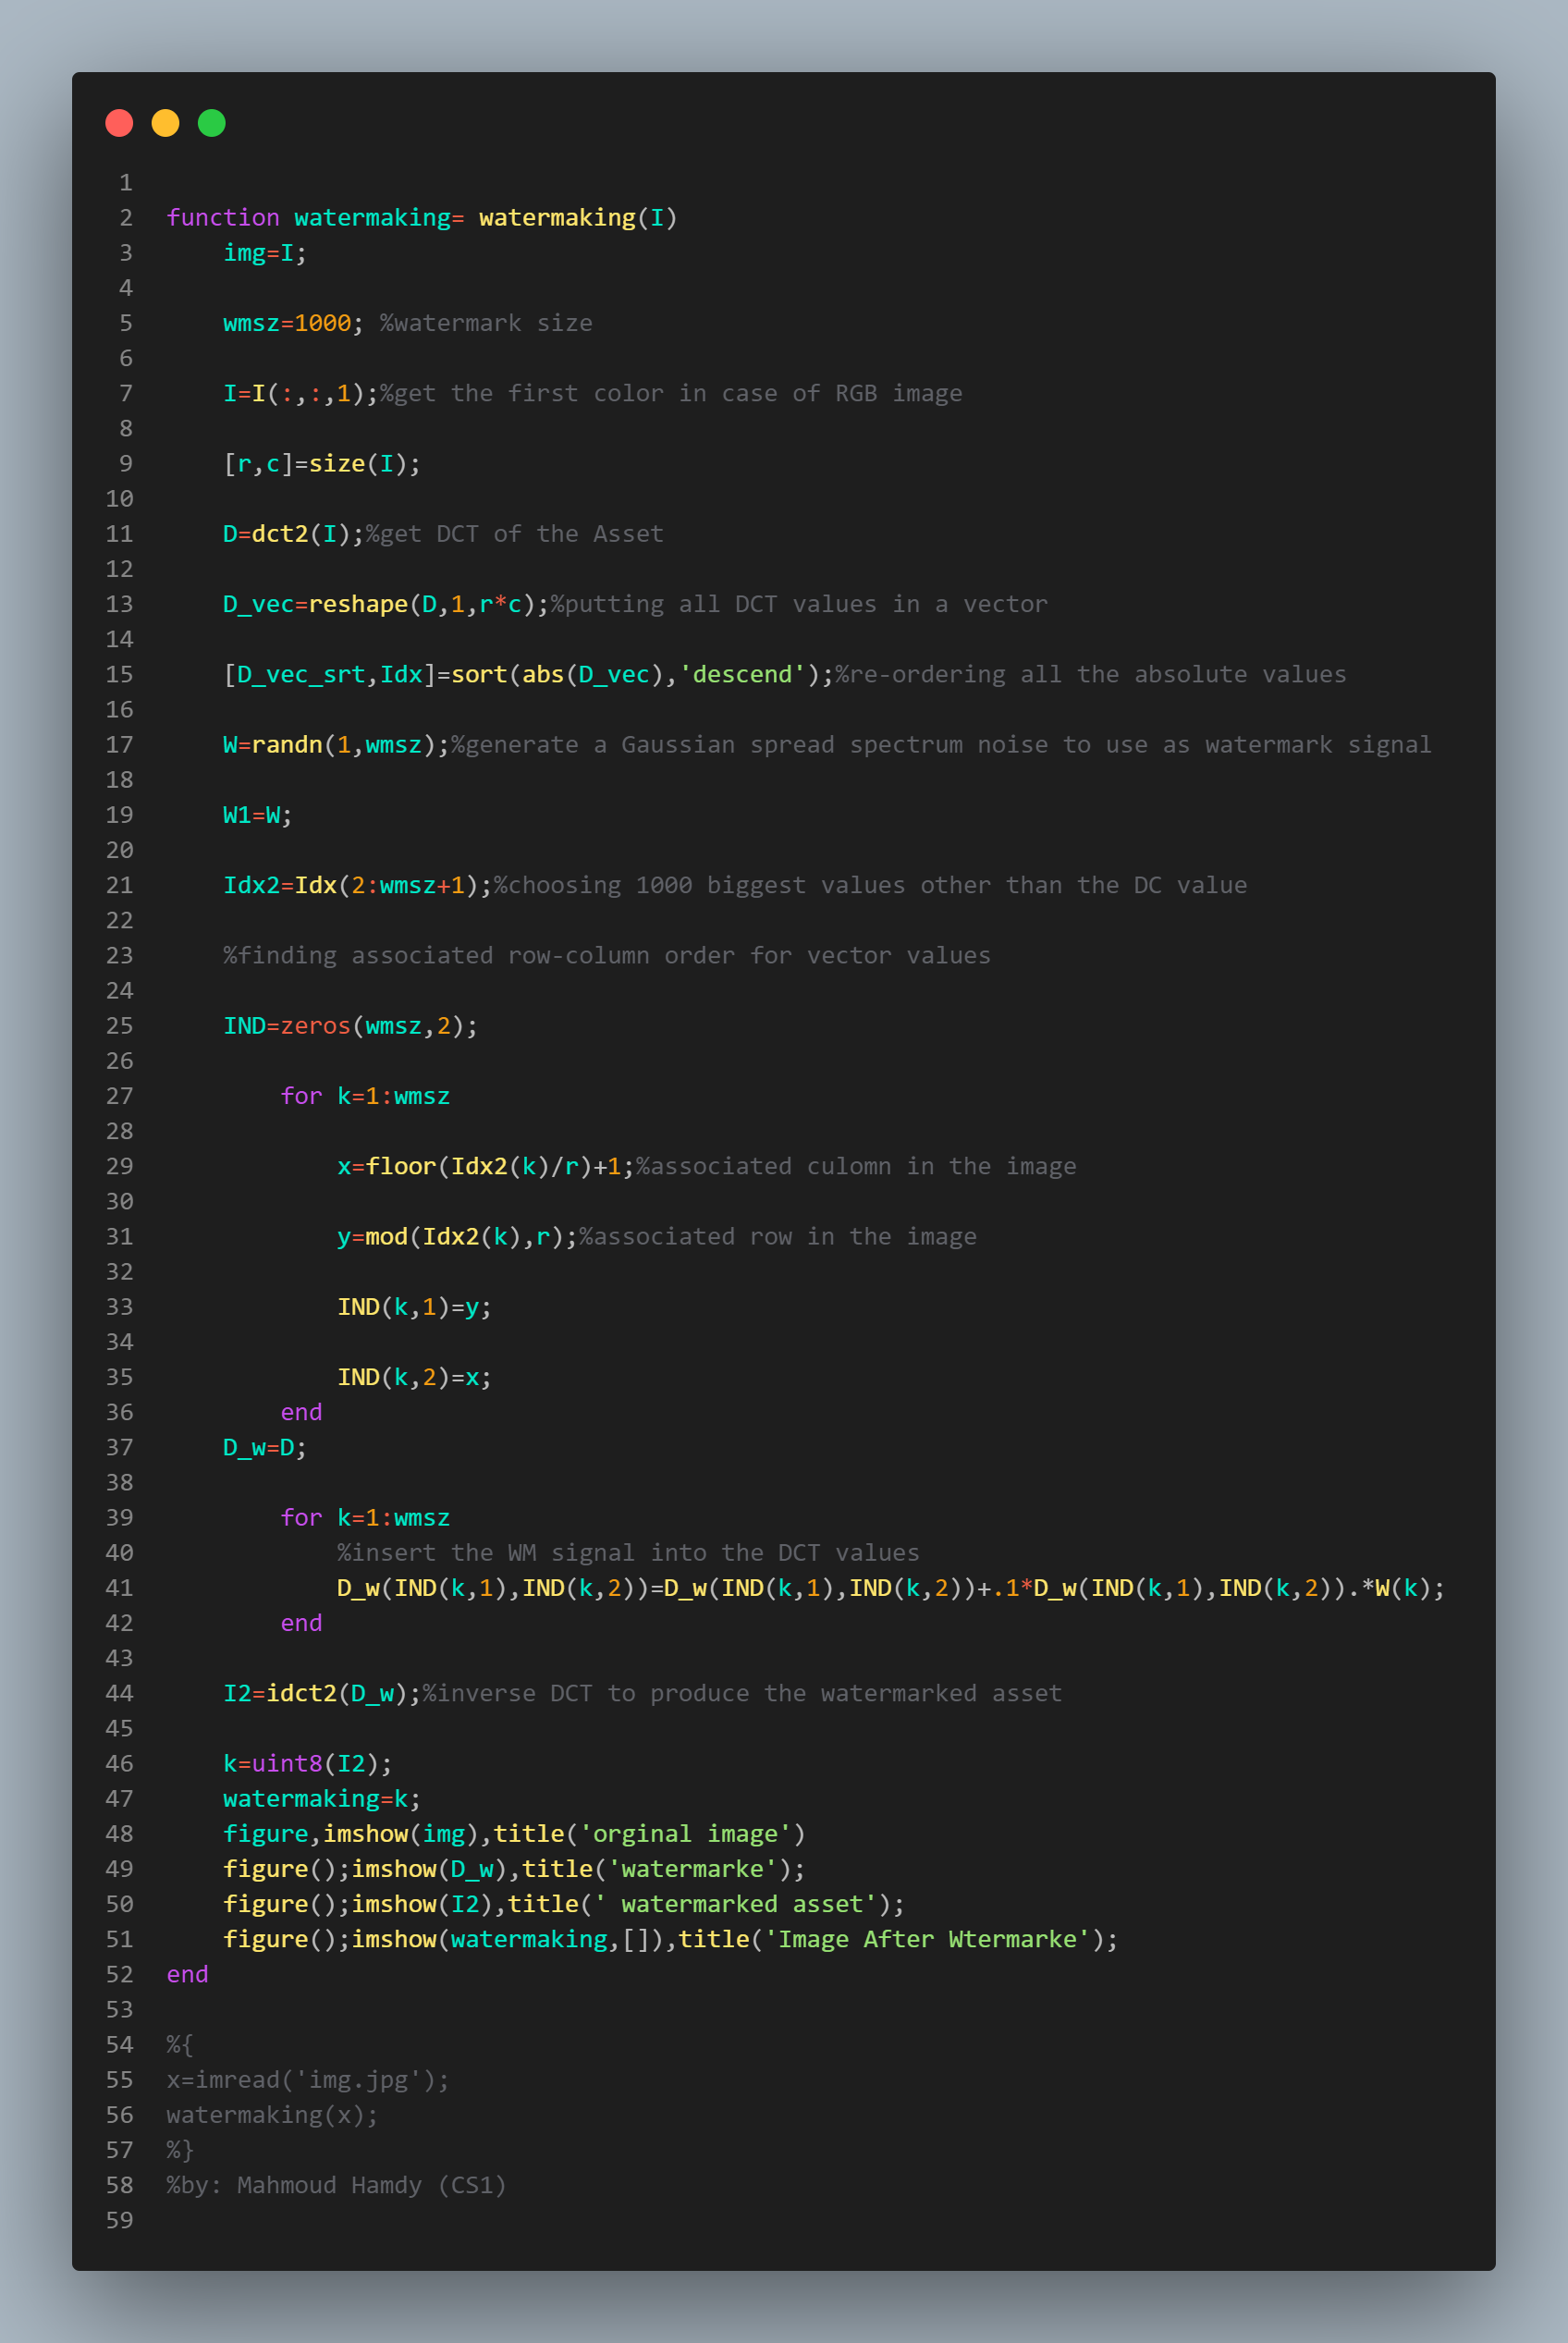 1
2 function watermaking= watermaking(I)
3     img=I;
4
5     wmsz=1000; %watermark size
6
7     I=I(:,:,1);%get the first color in case of RGB image
8
9     [r,c]=size(I);
10
11     D=dct2(I);%get DCT of the Asset
12
13     D_vec=reshape(D,1,r*c);%putting all DCT values in a vector
14
15     [D_vec_srt,Idx]=sort(abs(D_vec),'descend');%re-ordering all the absolute values
16
17     W=randn(1,wmsz);%generate a Gaussian spread spectrum noise to use as watermark signal
18
19     W1=W;
20
21     Idx2=Idx(2:wmsz+1);%choosing 1000 biggest values other than the DC value
22
23     %finding associated row-column order for vector values
24
25     IND=zeros(wmsz,2);
26
27         for k=1:wmsz
28
29             x=floor(Idx2(k)/r)+1;%associated culomn in the image
30
31             y=mod(Idx2(k),r);%associated row in the image
32
33             IND(k,1)=y;
34
35             IND(k,2)=x;
36         end
37     D_w=D;
38
39         for k=1:wmsz
40             %insert the WM signal into the DCT values
41             D_w(IND(k,1),IND(k,2))=D_w(IND(k,1),IND(k,2))+.1*D_w(IND(k,1),IND(k,2)).*W(k);
42         end
43
44     I2=idct2(D_w);%inverse DCT to produce the watermarked asset
45
46     k=uint8(I2);
47     watermaking=k;
48     figure,imshow(img),title('orginal image')
49     figure();imshow(D_w),title('watermarke');
50     figure();imshow(I2),title(' watermarked asset');
51     figure();imshow(watermaking,[]),title('Image After Wtermarke');
52 end
53
54 %{
55 x=imread('img.jpg');
56 watermaking(x);
57 %}
58 %by: Mahmoud Hamdy (CS1)
59